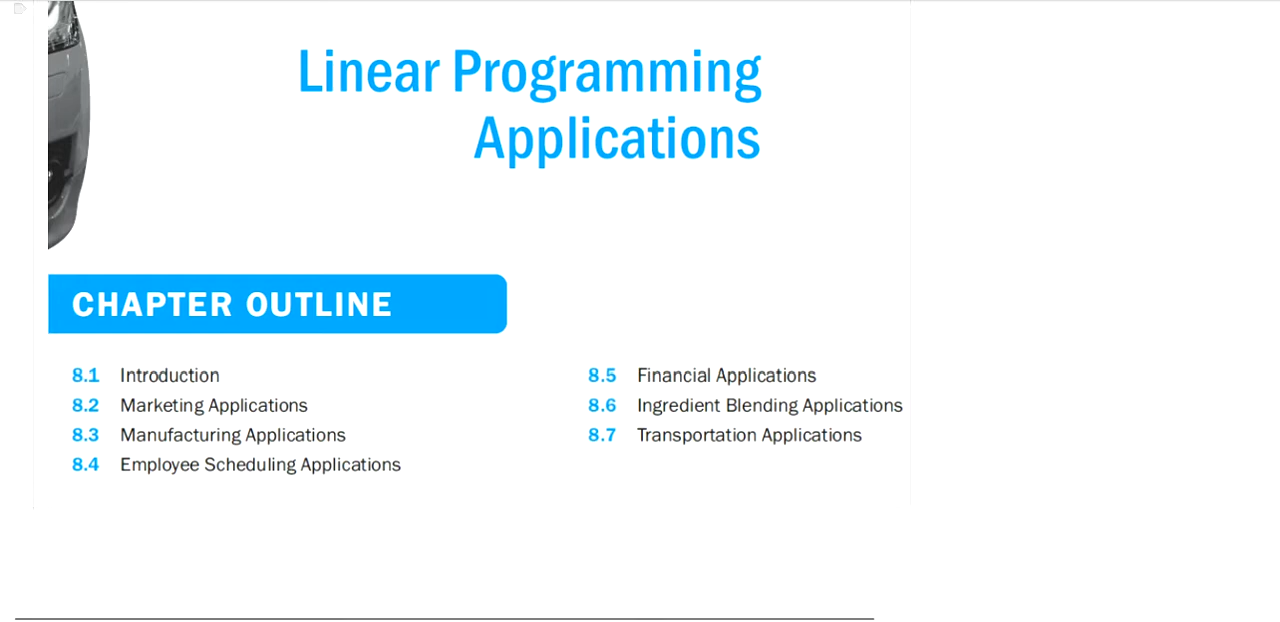 Linear Programming
Applications
CHAPTER OUTLINE
8.1 Introduction
8.2 Marketing Applications
8.3 Manufacturing Applications
8.4 Employee Scheduling Applications
8.5 Financial Applications
8.6 Ingredient Blending Applications
8.7 Transportation Applications